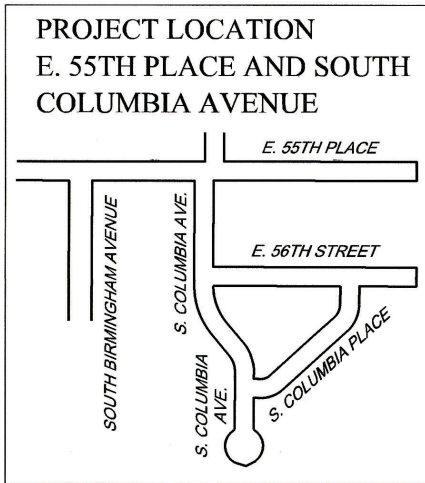 PROJECT LOCATION
E. 55TH PLACE AND SOUTH
COLUMBIA AVENUE
E. 55TH PLACE
SOUTH BIRMINGHAM AVENUE
S. COLUMBIA AVE.
E. 56TH STREET
S. COLUMBIA
AVE.
S. COLUMBIA PLACE